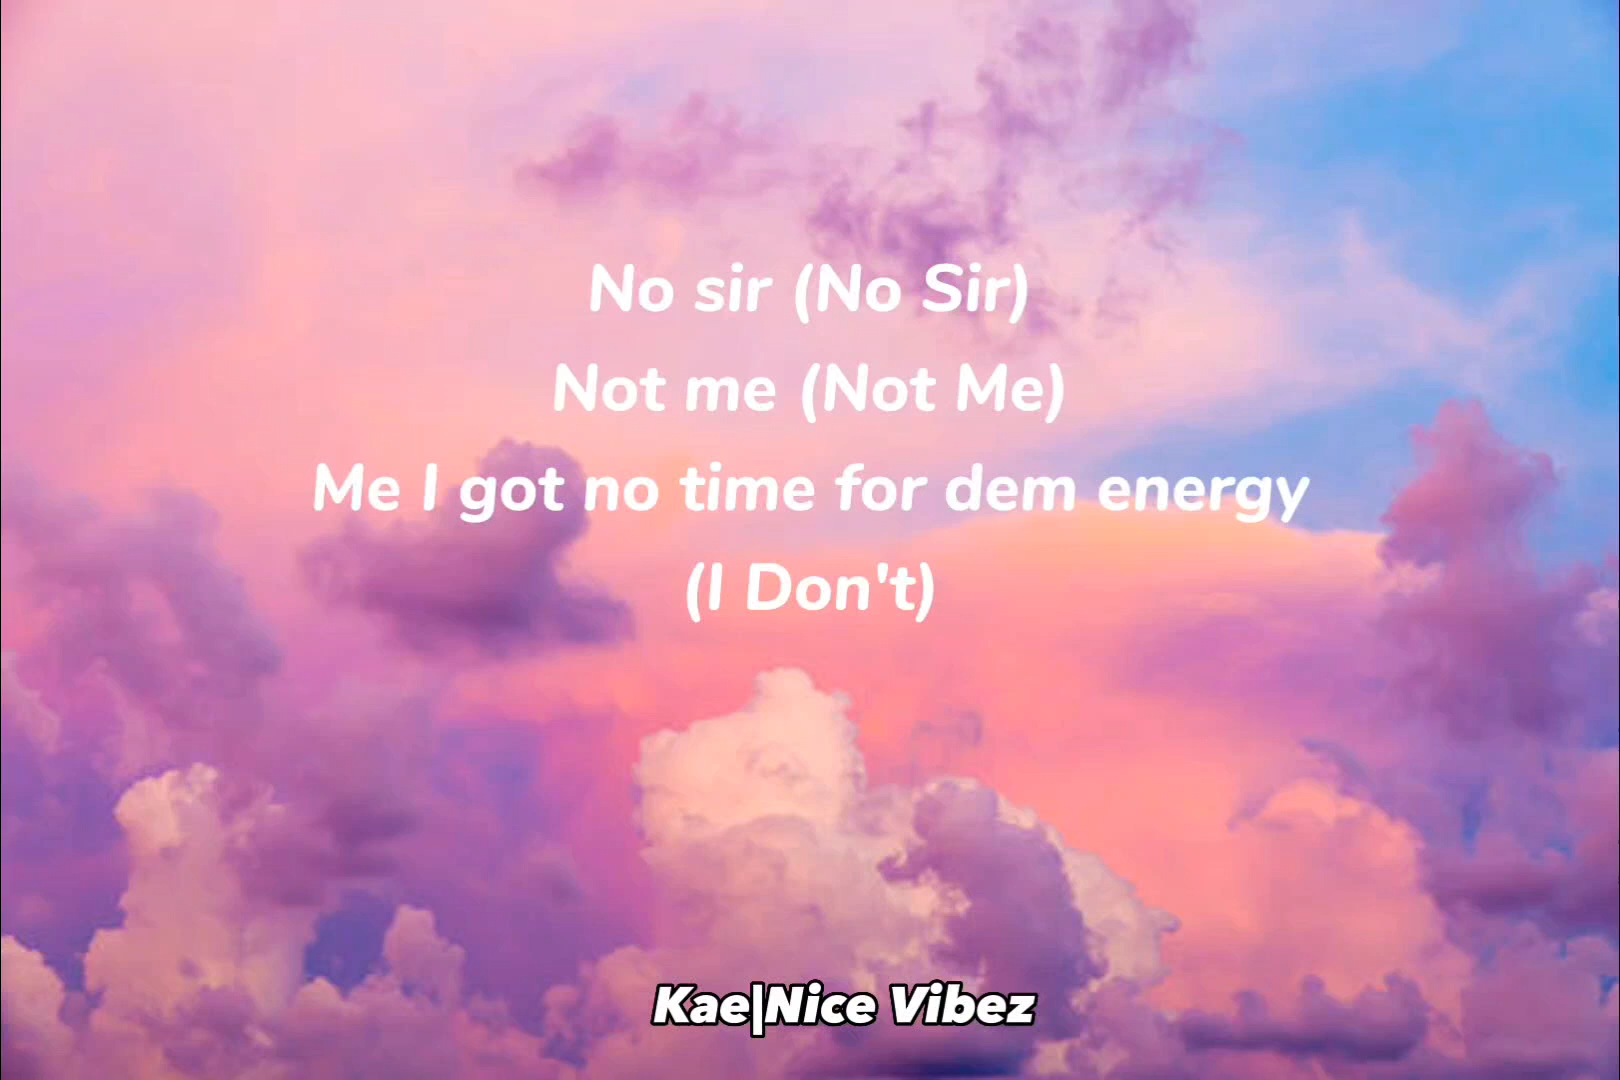 No sir (No Sir)
Not me (Not Me)
Me I got no time for dem energy
(I Don't)
Kae|Nice Vibez